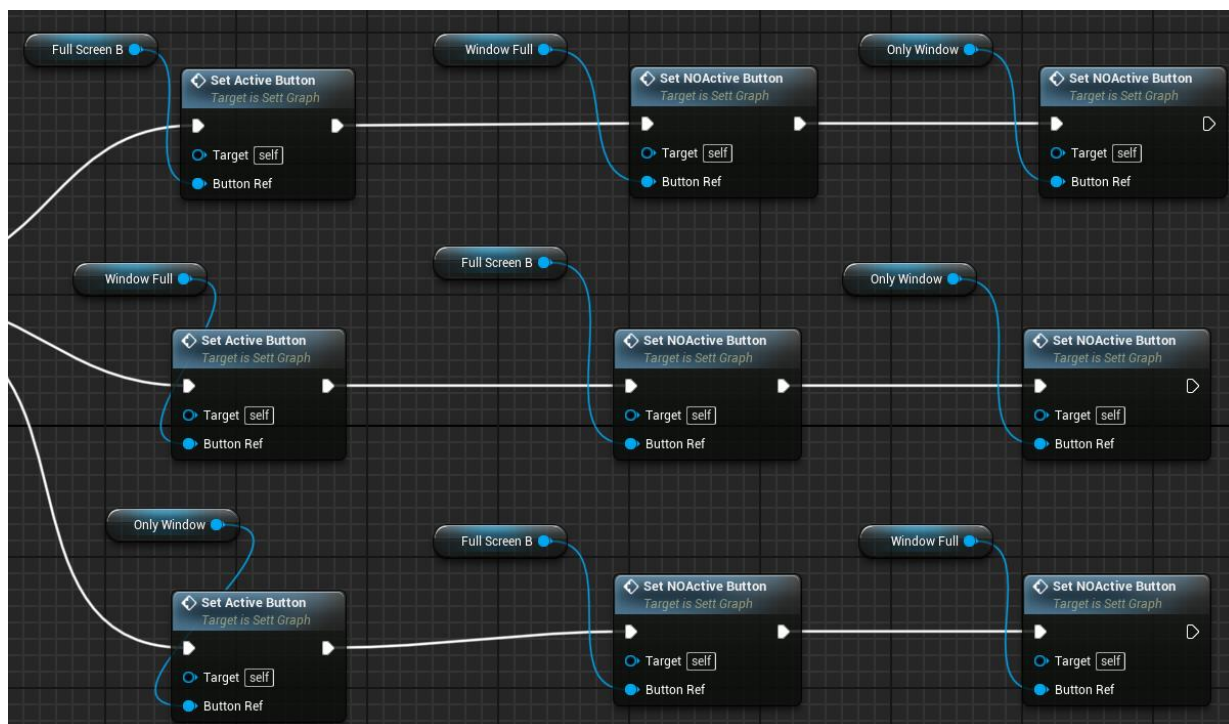 Full Screen B
Window Full
Only Window
Set Active Button
Target is Sett Graph
Target self
Button Ref
Set NOActive Button
Target is Sett Graph
Target self
Button Ref
Set NOActive Button
Target is Sett Graph
Target self
Button Ref
Window Full
Full Screen B
Only Window
Set Active Button
Target is Sett Graph
Target self
Button Ref
Set NOActive Button
Target is Sett Graph
Target self
Button Ref
Set NOActive Button
Target is Sett Graph
Target self
Button Ref
Only Window
Full Screen B
Window Full
Set Active Button
Target is Sett Graph
Target self
Button Ref
Set NOActive Button
Target is Sett Graph
Target self
Button Ref
Set NOActive Button
Target is Sett Graph
Target self
Button Ref